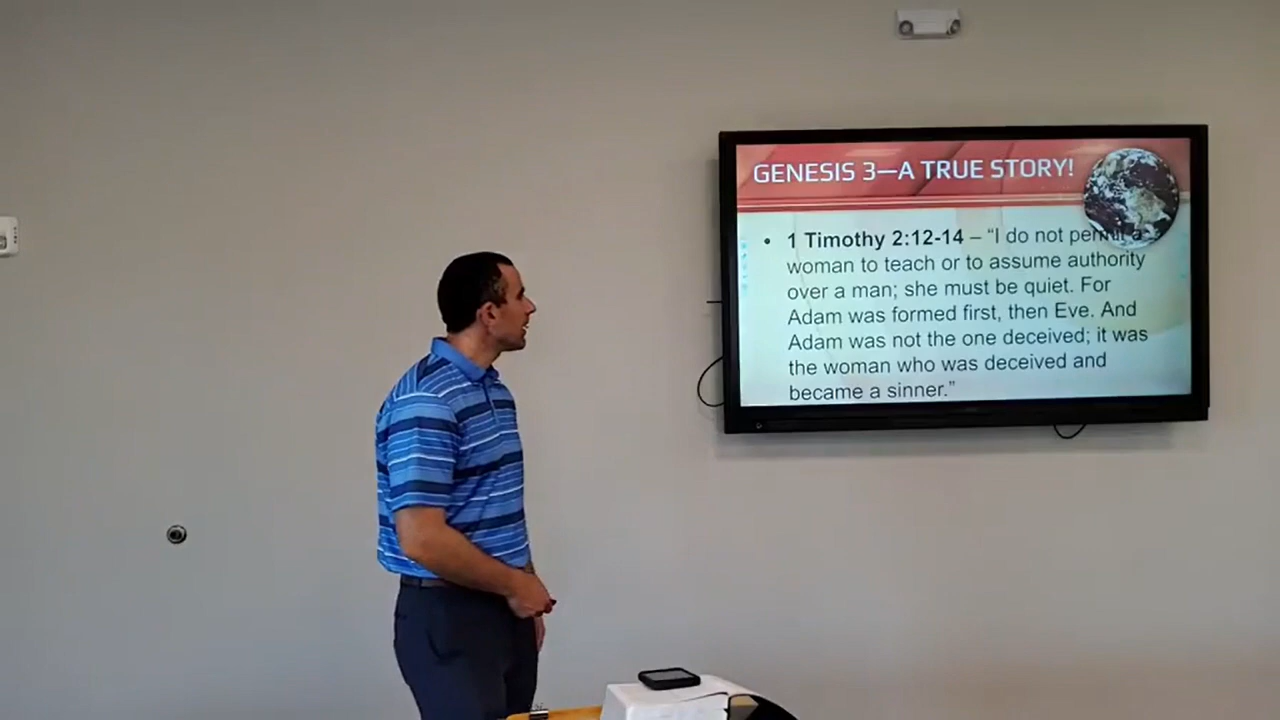 GENESIS 3—A TRUE STORY!
• 1 Timothy 2:12-14 – “I do not permit a
woman to teach or to assume authority
over a man; she must be quiet. For
Adam was formed first, then Eve. And
Adam was not the one deceived; it was
the woman who was deceived and
became a sinner.”